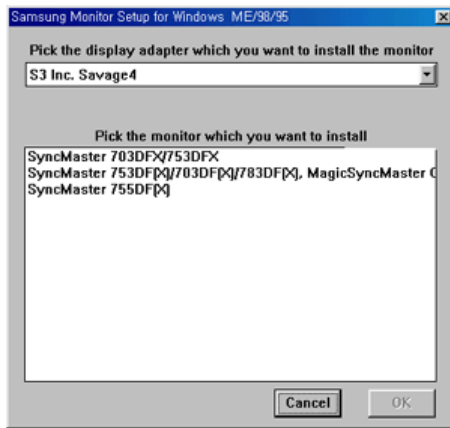 Samsung Monitor Setup for Windows ME/98/95
Pick the display adapter which you want to install the monitor
S3 Inc. Savage4
Pick the monitor which you want to install
SyncMaster 703DFX/753DFX
SyncMaster 753DF[X]/703DF[X]/783DF[X], MagicSyncMaster
SyncMaster 755DF[X]
Cancel OK